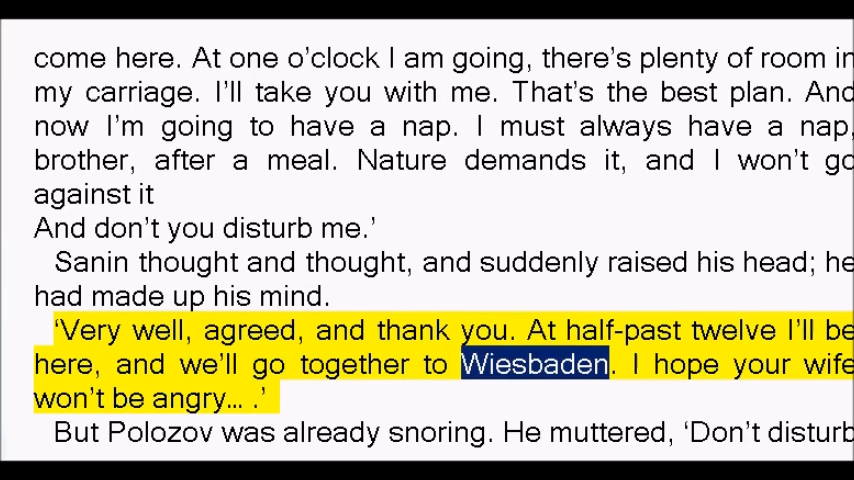 come here. At one o’clock I am going, there’s plenty of room in
my carriage. I’ll take you with me. That’s the best plan. And
now I’m going to have a nap. I must always have a nap,
brother, after a meal. Nature demands it, and I won’t go
against it
And don’t you disturb me.’
Sanin thought and thought, and suddenly raised his head; he
had made up his mind.
‘Very well, agreed, and thank you. At half-past twelve I’ll be
here, and we’ll go together to Wiesbaden. I hope your wife
won’t be angry... .’
But Polozov was already snoring. He muttered, ‘Don’t disturb